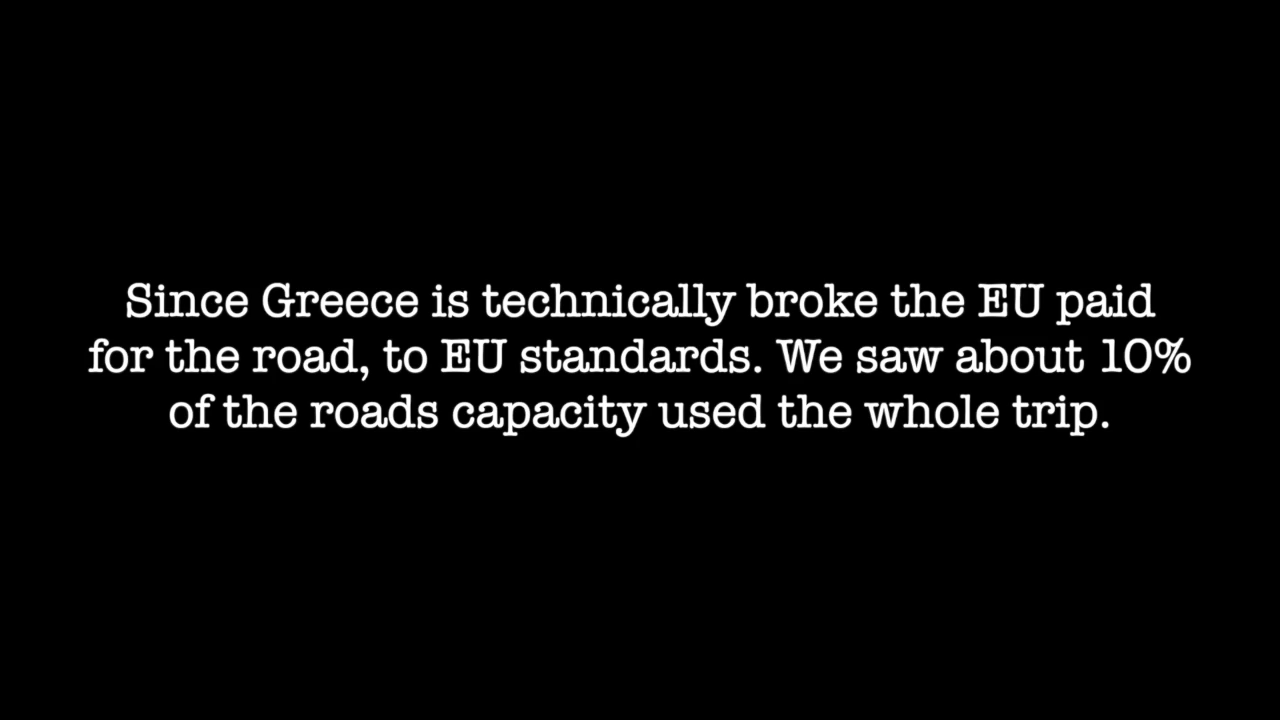 Since Greece is technically broke the EU paid
for the road, to EU standards. We saw about 10%
of the roads capacity used the whole trip.